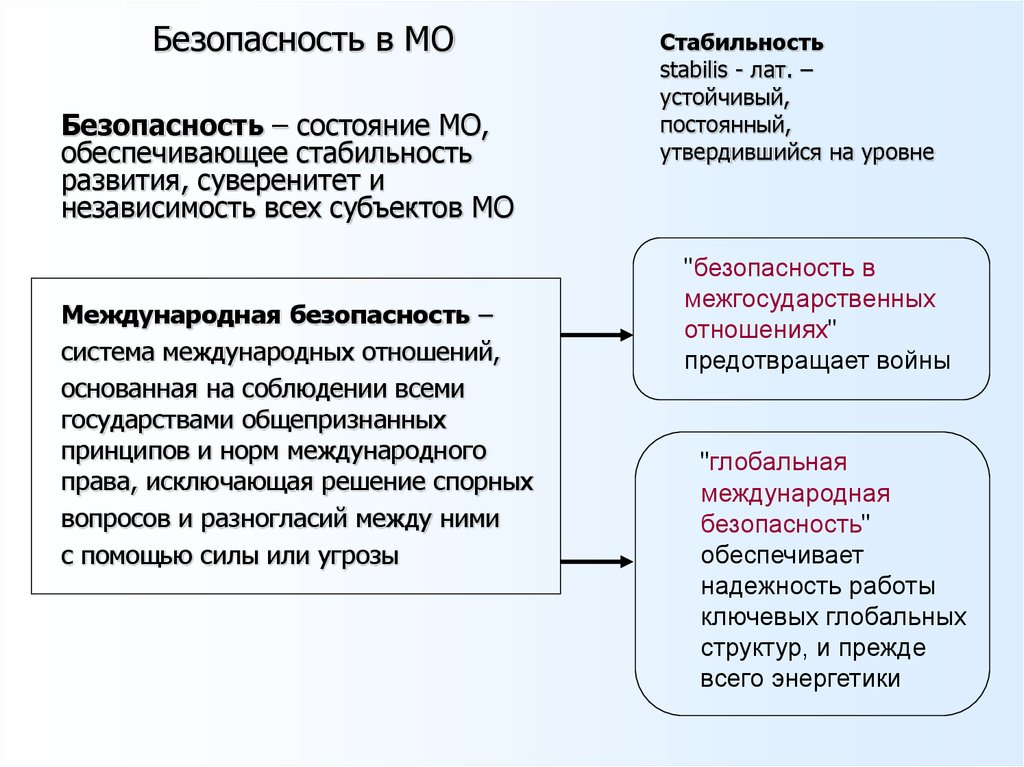 Безопасность в МО
Безопасность – состояние МО,
обеспечивающее стабильность
развития, суверенитет и
независимость всех субъектов МО
Стабильность
stabilis - лат. –
устойчивый,
постоянный,
утвердившийся на уровне
Международная безопасность –
система международных отношений,
основанная на соблюдении всеми
государствами общепризнанных
принципов и норм международного
права, исключающая решение спорных
вопросов и разногласий между ними
с помощью силы или угрозы
"безопасность в
межгосударственных
отношениях"
предотвращает войны
"глобальная
международная
безопасность"
обеспечивает
надежность работы
ключевых глобальных
структур, и прежде
всего энергетики